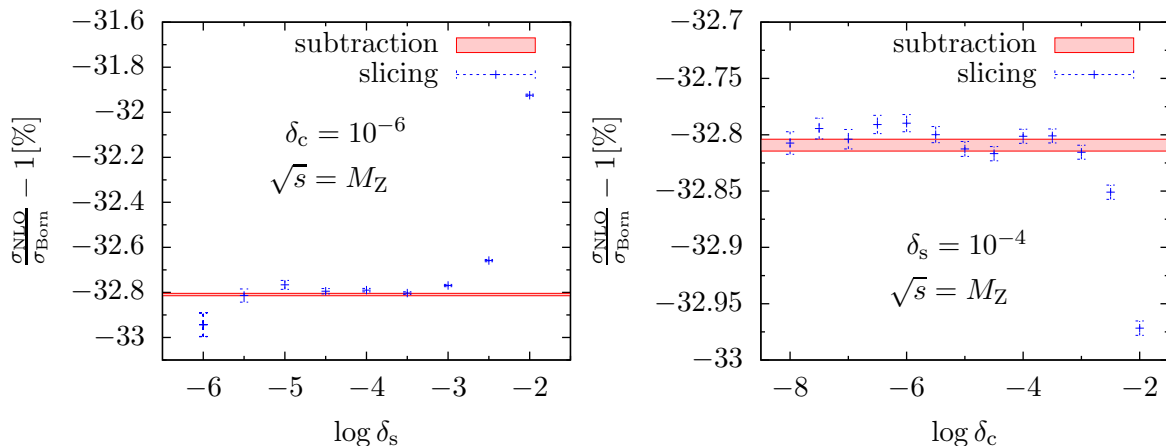 −31.6
−31.8
−32
−32.2
−32.4
−32.6
−32.8
−33
σNLO/σBorn − 1[%]
subtraction
slicing
δc = 10−6
√s = MZ
−6 −5 −4 −3 −2
log δs
−32.7
−32.75
−32.8
−32.85
−32.9
−32.95
−33
σNLO/σBorn − 1[%]
subtraction
slicing
δs = 10−4
√s = MZ
−8 −6 −4 −2
log δc